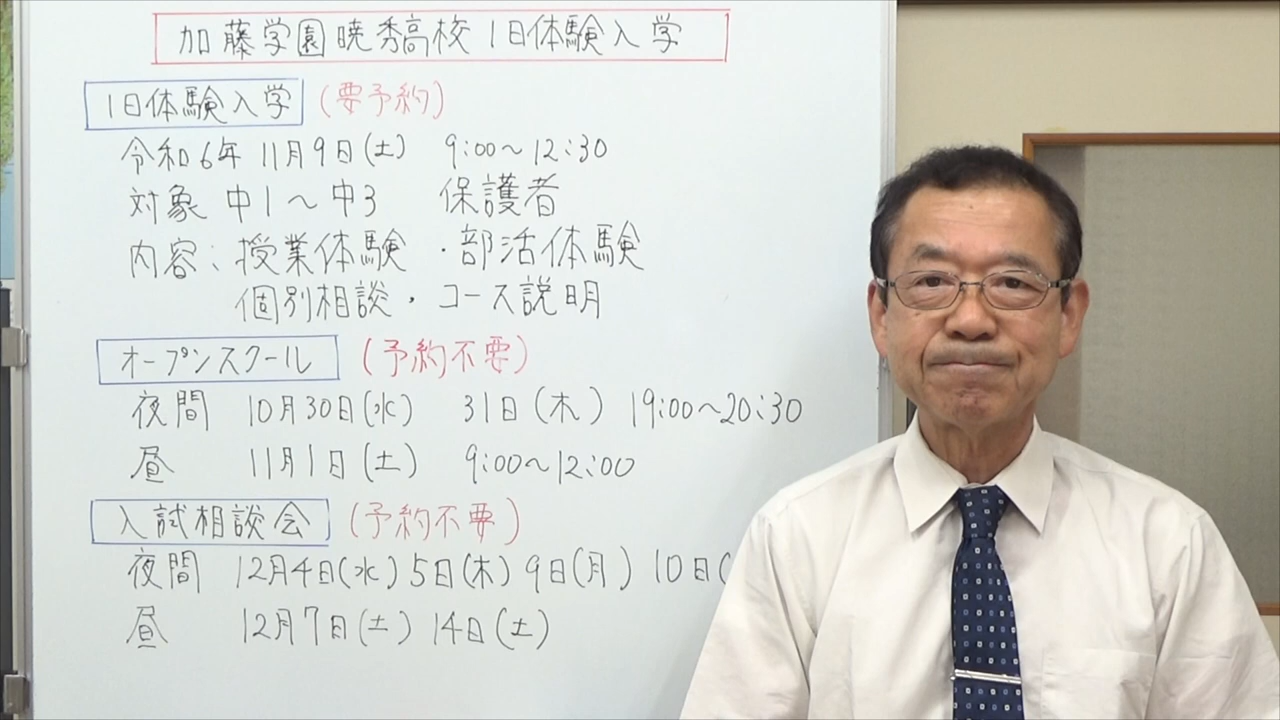 加藤学園暁秀高校 1日体験入学
1日体験入学 (要予約)
令和6年 11月9日(土) 9:00〜12:30
対象 中1〜中3 保護者
内容: 授業体験 ・部活体験
個別相談・コース説明
オープンスクール (予約不要)
夜間 10月30日(水) 31日(木) 19:00〜20:30
昼 11月1日(土) 9:00〜12:00
入試相談会 (予約不要)
夜間 12月4日(水) 5日(木) 9日(月) 10日(
昼 12月7日(土) 14日(土)